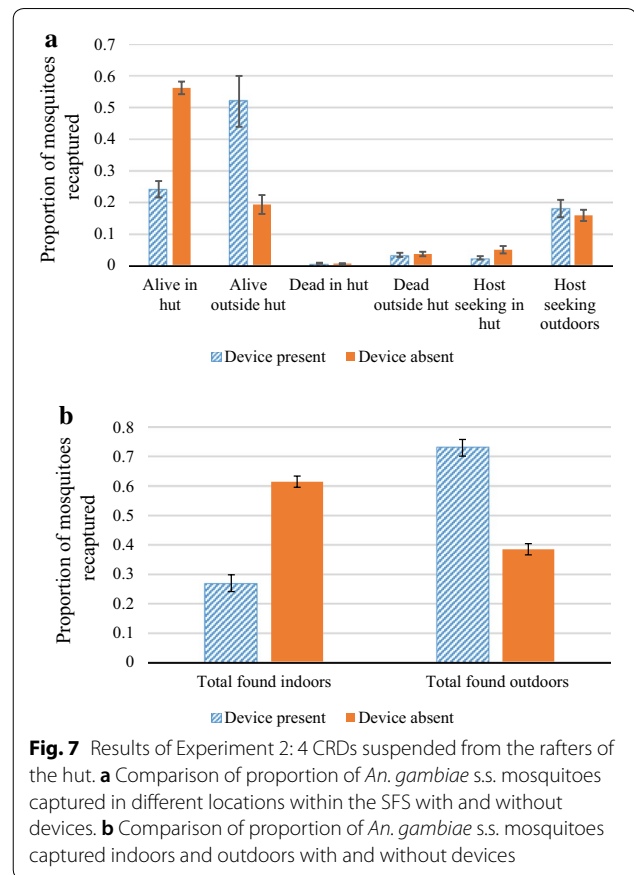 a
Proportion of mosquitoes
recaptured
0.7
0.6
0.5
0.4
0.3
0.2
0.1
0
Alive in
hut
Alive
outside hut
Dead in hut
Dead
outside hut
Host
seeking in
hut
Host
seeking
outdoors
Device present
Device absent
b
Proportion of mosquitoes
recaptured
0.8
0.7
0.6
0.5
0.4
0.3
0.2
0.1
0
Total found indoors
Total found outdoors
Device present
Device absent
Fig. 7 Results of Experiment 2: 4 CRDs suspended from the rafters of
the hut. a Comparison of proportion of An. gambiae s.s. mosquitoes
captured in different locations within the SFS with and without
devices. b Comparison of proportion of An. gambiae s.s. mosquitoes
captured indoors and outdoors with and without devices